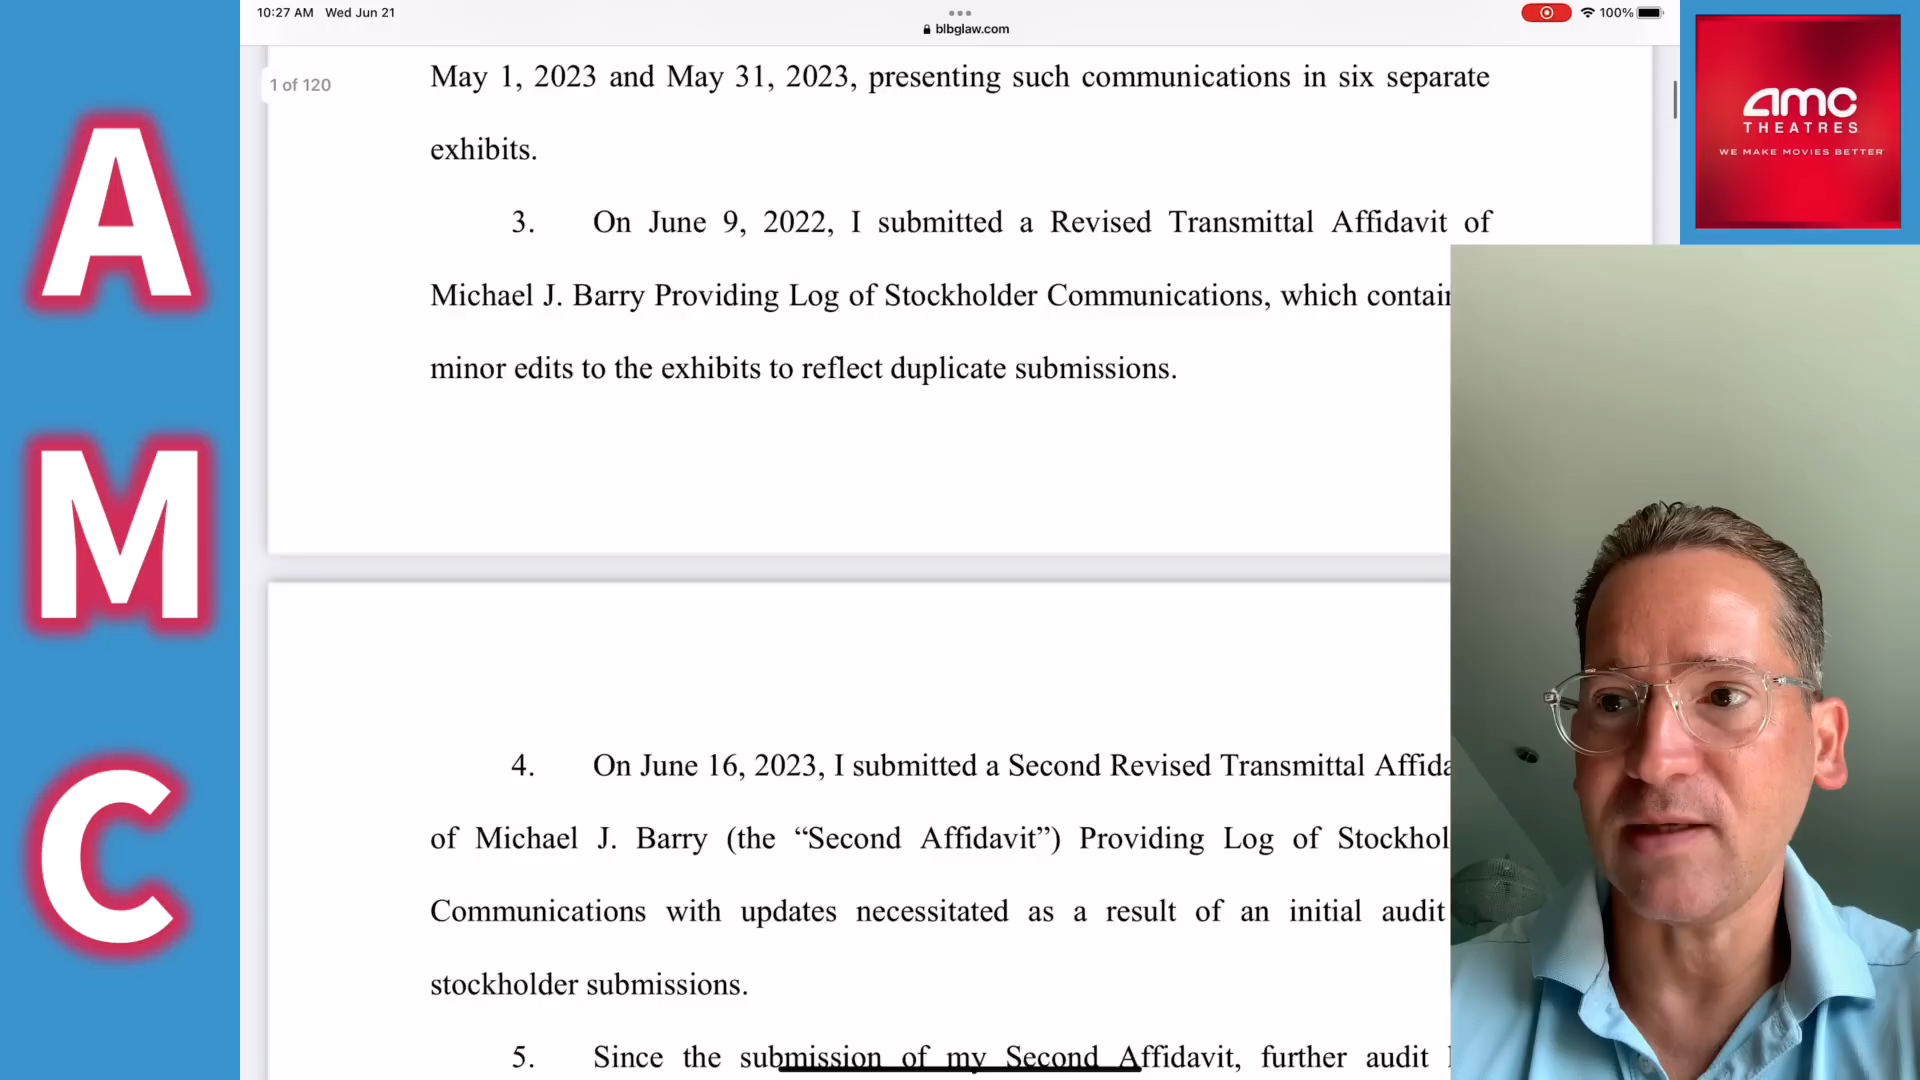 10:27 AM Wed Jun 21
blbglaw.com
100%
1 of 120
May 1, 2023 and May 31, 2023, presenting such communications in six separate
exhibits.
3. On June 9, 2022, I submitted a Revised Transmittal Affidavit of
Michael J. Barry Providing Log of Stockholder Communications, which contain
minor edits to the exhibits to reflect duplicate submissions.
4. On June 16, 2023, I submitted a Second Revised Transmittal Affida
of Michael J. Barry (the “Second Affidavit”) Providing Log of Stockhol
Communications with updates necessitated as a result of an initial audit
stockholder submissions.
5. Since the submission of my Second Affidavit, further audit
A
M
C
amc
THEATRES
WE MAKE MOVIES BETTER